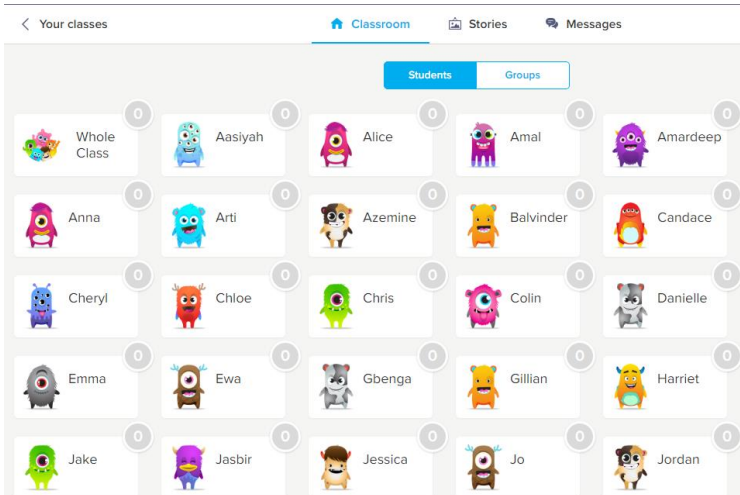 Your classes
Classroom
Stories
Messages
Students
Groups
0
0
0
0
0
Whole
Class
Aasiyah
Alice
Amal
Amardeep
0
0
0
0
0
Anna
Arti
Azemine
Balvinder
Candace
0
0
0
0
0
Cheryl
Chloe
Chris
Colin
Danielle
0
0
0
0
0
Emma
Ewa
Gbenga
Gillian
Harriet
0
0
0
0
0
Jake
Jasbir
Jessica
Jo
Jordan